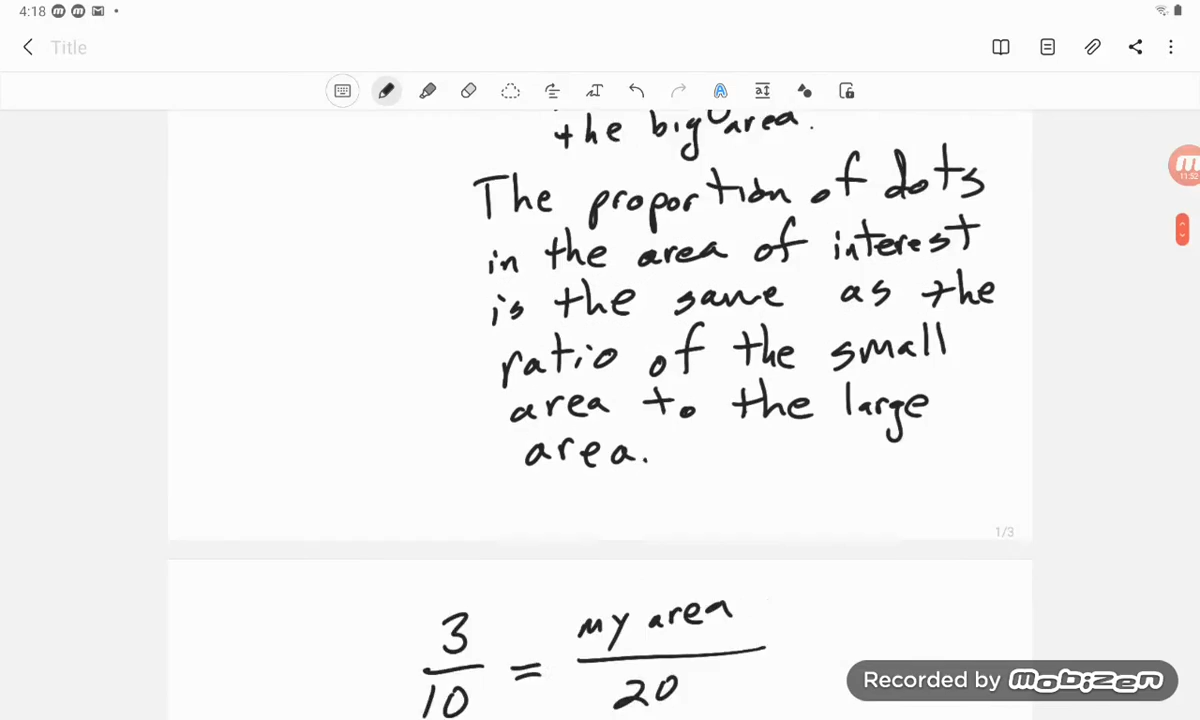 4:18
Title
the big area.
The proportion of dots
in the area of interest
is the same as the
ratio of the small
area to the large
area.
11:52
1/3
3/10 = my area/20
Recorded by mobizen